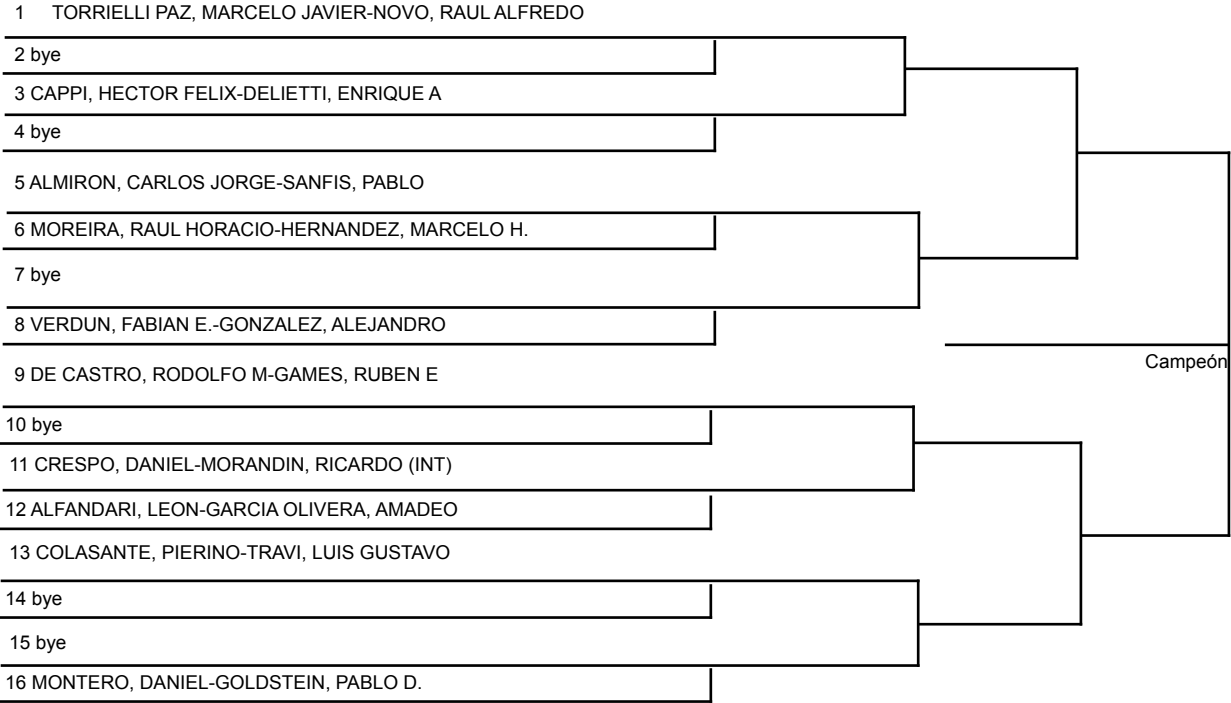 1 TORRIELLI PAZ, MARCELO JAVIER-NOVO, RAUL ALFREDO
2 bye
3 CAPPI, HECTOR FELIX-DELIETTI, ENRIQUE A
4 bye
5 ALMIRON, CARLOS JORGE-SANFIS, PABLO
6 MOREIRA, RAUL HORACIO-HERNANDEZ, MARCELO H.
7 bye
8 VERDUN, FABIAN E.-GONZALEZ, ALEJANDRO
Campeón
9 DE CASTRO, RODOLFO M-GAMES, RUBEN E
10 bye
11 CRESPO, DANIEL-MORANDIN, RICARDO (INT)
12 ALFANDARI, LEON-GARCIA OLIVERA, AMADEO
13 COLASANTE, PIERINO-TRAVI, LUIS GUSTAVO
14 bye
15 bye
16 MONTERO, DANIEL-GOLDSTEIN, PABLO D.